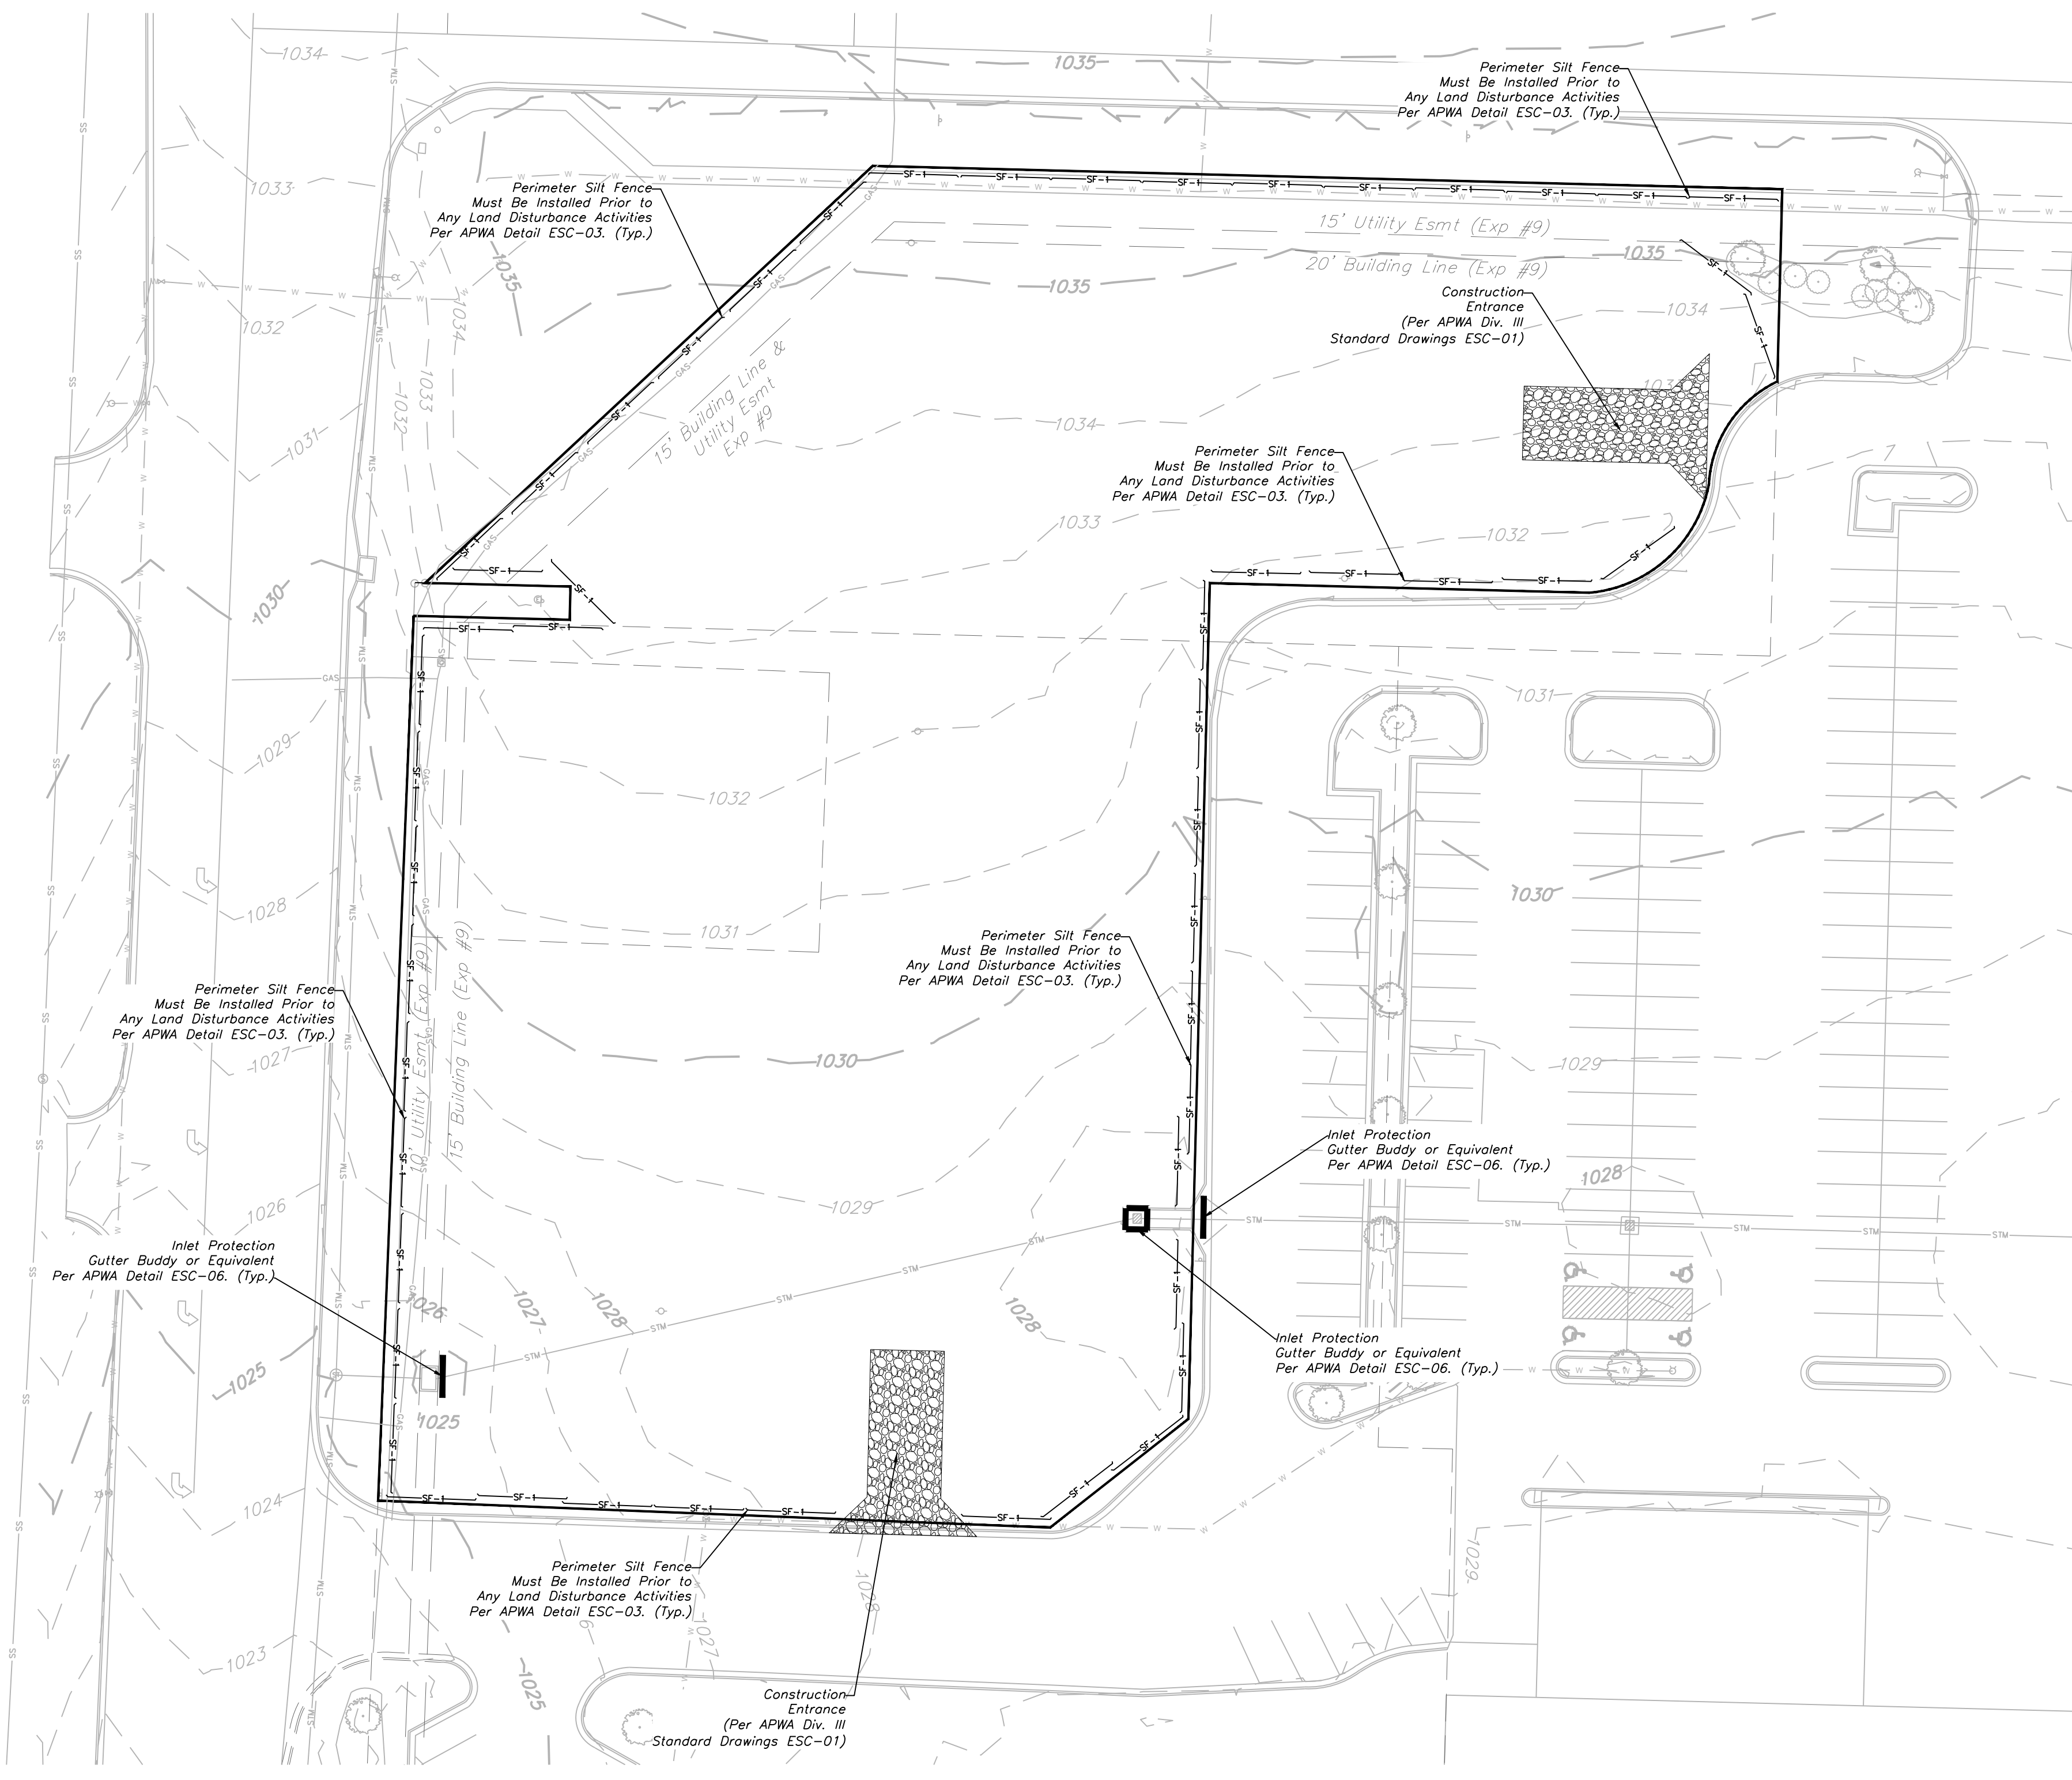 1034
1035
Perimeter Silt Fence
Must Be Installed Prior to
Any Land Disturbance Activities
Per APWA Detail ESC-03. (Typ.)
1033
Perimeter Silt Fence
Must Be Installed Prior to
Any Land Disturbance Activities
Per APWA Detail ESC-03. (Typ.)
15' Utility Esmt (Exp #9)
20' Building Line (Exp #9)
1035
1035
1035
Construction
Entrance
(Per APWA Div. III
Standard Drawings ESC-01)
1034
1032
1034
1033
1032
15' Building Line &
Utility Esmt
Exp #9
1034
1031
Perimeter Silt Fence
Must Be Installed Prior to
Any Land Disturbance Activities
Per APWA Detail ESC-03. (Typ.)
1033
1032
SF-1
GAS
STM
SS
W
1030
1031
1029
1032
1030
1028
1031
Perimeter Silt Fence
Must Be Installed Prior to
Any Land Disturbance Activities
Per APWA Detail ESC-03. (Typ.)
10' Utility Esmt (Exp #9)
15' Building Line (Exp #9)
Perimeter Silt Fence
Must Be Installed Prior to
Any Land Disturbance Activities
Per APWA Detail ESC-03. (Typ.)
1027
1030
1029
Inlet Protection
Gutter Buddy or Equivalent
Per APWA Detail ESC-06. (Typ.)
1028
1026
1029
Inlet Protection
Gutter Buddy or Equivalent
Per APWA Detail ESC-06. (Typ.)
1026
1027
1028
1028
Inlet Protection
Gutter Buddy or Equivalent
Per APWA Detail ESC-06. (Typ.)
1025
1025
1024
1029
Perimeter Silt Fence
Must Be Installed Prior to
Any Land Disturbance Activities
Per APWA Detail ESC-03. (Typ.)
1028
1027
6
1023
1025
Construction
Entrance
(Per APWA Div. III
Standard Drawings ESC-01)